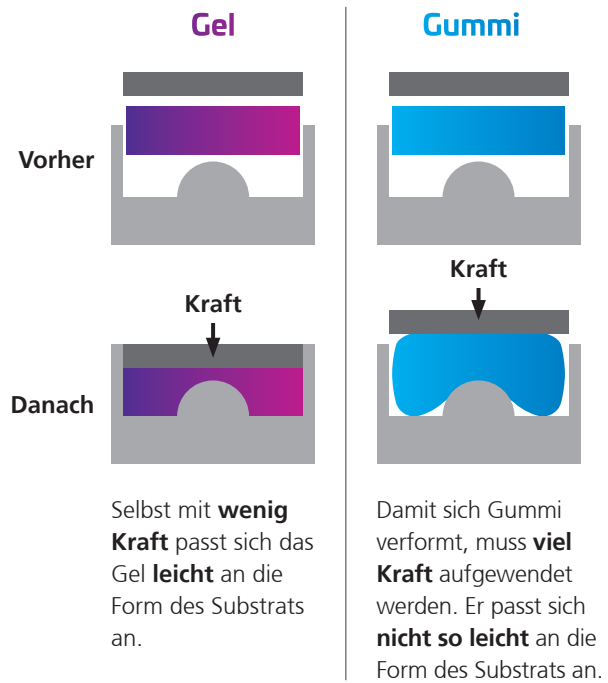 Gel
Gummi
Vorher
Kraft
Kraft
Danach
Selbst mit wenig
Kraft passt sich das
Gel leicht an die
Form des Substrats
an.
Damit sich Gummi
verformt, muss viel
Kraft aufgewendet
werden. Er passt sich
nicht so leicht an die
Form des Substrats an.